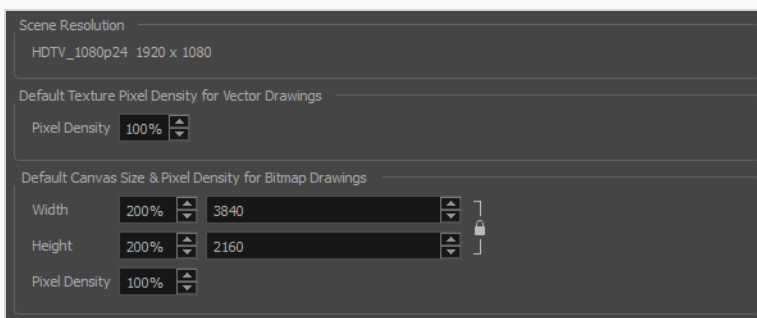 Scene Resolution
HDTV_1080p24 1920 x 1080
Default Texture Pixel Density for Vector Drawings
Pixel Density 100%
Default Canvas Size & Pixel Density for Bitmap Drawings
Width 200% 3840
Height 200% 2160
Pixel Density 100%